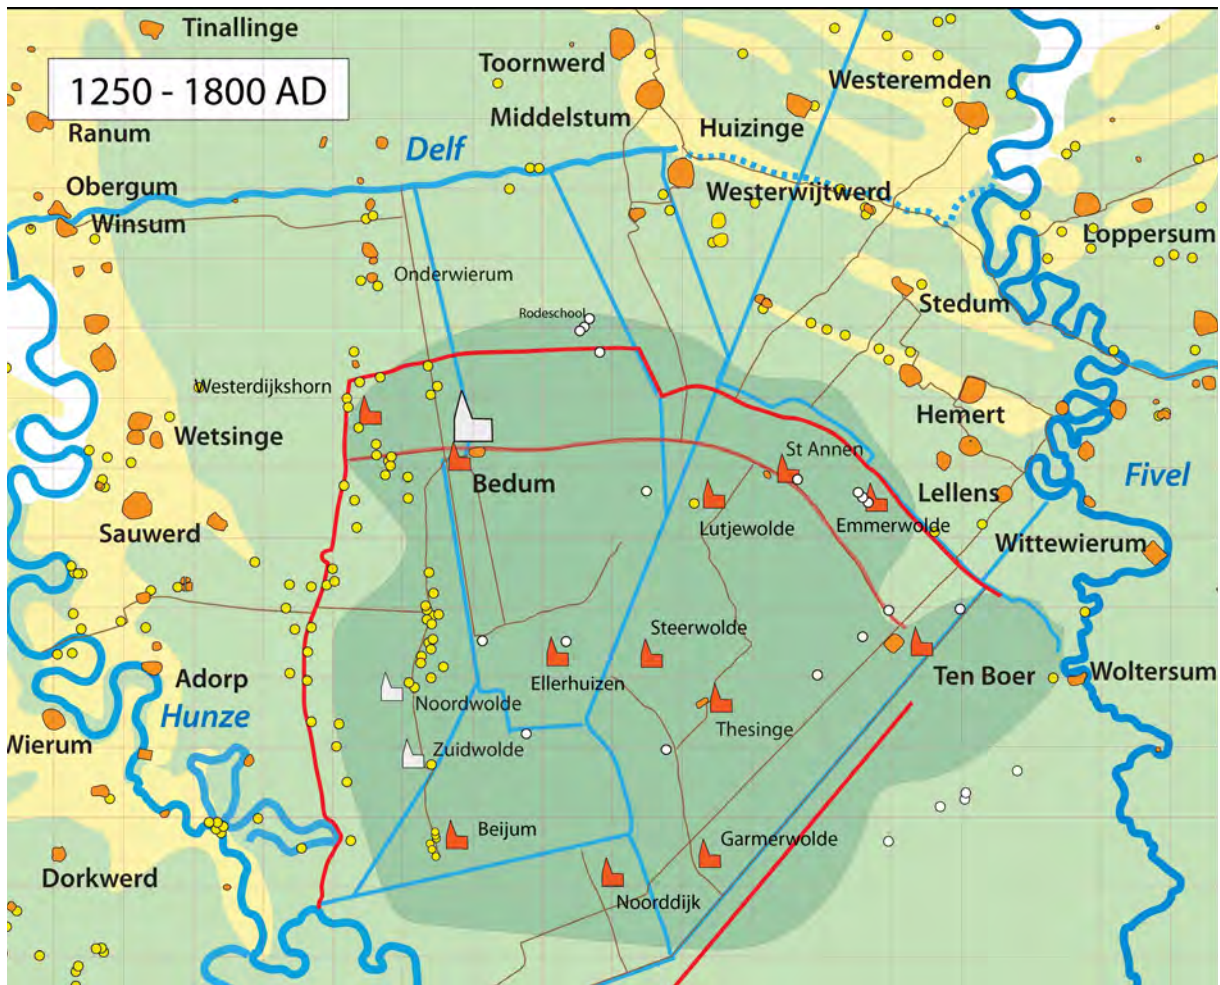 Tinallinge
Toornwerd
Westeremden
1250 - 1800 AD
Middelstum
Huizinge
Ranum
Delf
Obergum
Westerwijtwerd
Winsum
Loppersum
Onderwierum
Stedum
Rodeschool
Westerdijkshorn
Hemert
Wetsinge
St Annen
Bedum
Fivel
Lellens
Sauwerd
Lutjewolde
Emmerwolde
Wittewierum
Steerwolde
Adorp
Ellerhuizen
Ten Boer
Woltersum
Noordwolde
Hunze
Thesinge
Wierum
Zuidwolde
Beijum
Garmerwolde
Dorkwerd
Noorddijk